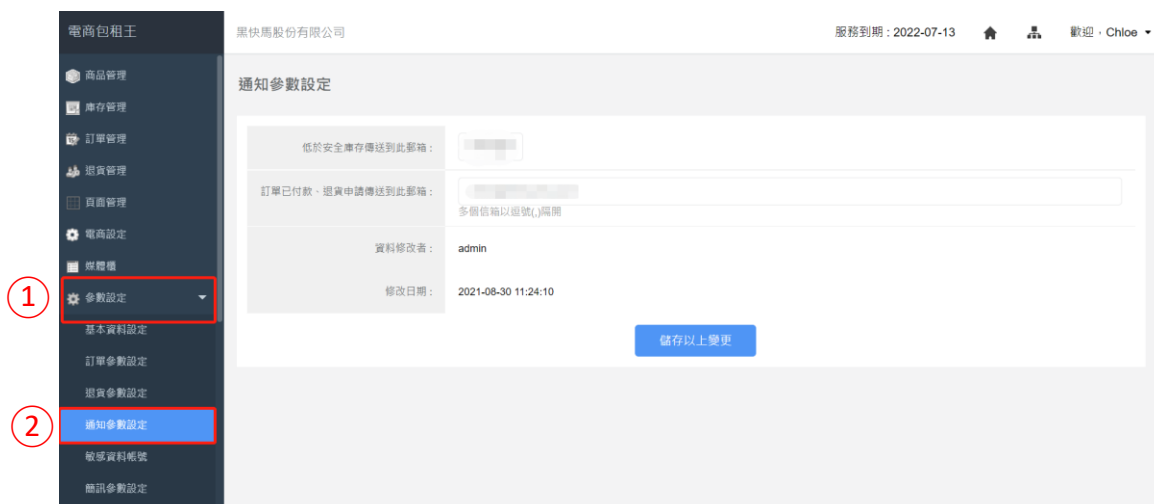 電商包租王
黑快馬股份有限公司
服務到期 : 2022-07-13
歡迎，Chloe
商品管理
庫存管理
訂單管理
退貨管理
頁面管理
電商設定
媒體櫃
1
參數設定
基本資料設定
訂單參數設定
退貨參數設定
2
通知參數設定
敏感資料帳號
簡訊參數設定
通知參數設定
低於安全庫存傳送到此郵箱 :
訂單已付款、退貨申請傳送到此郵箱 :
多個信箱以逗號(,)隔開
資料修改者 :
admin
修改日期 :
2021-08-30 11:24:10
儲存以上變更